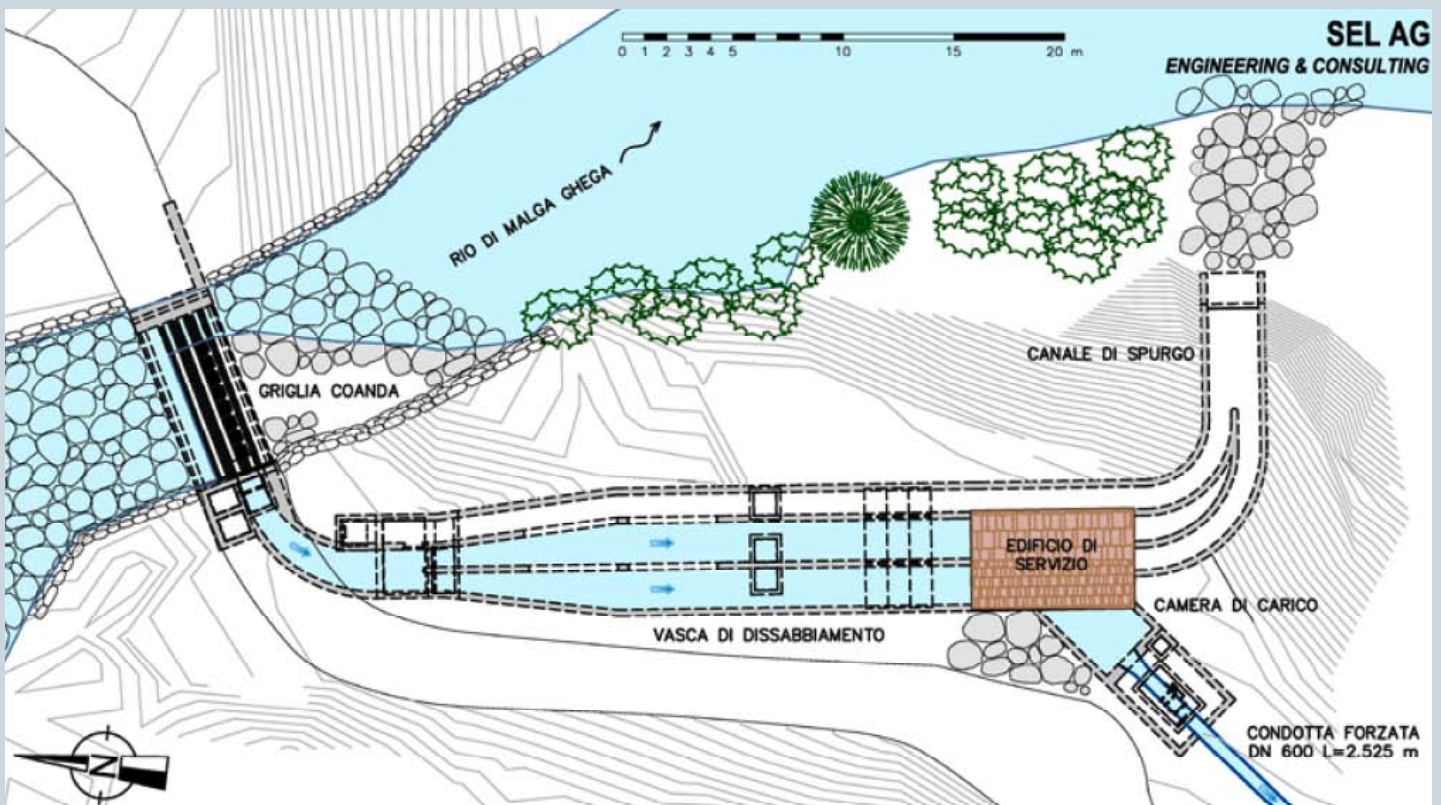 SEL AG
ENGINEERING & CONSULTING
0 1 2 3 4 5 10 15 20 m
RIO DI MALGA GHEGA
CANALE DI SPURGO
GRIGLIA COANDA
EDIFICIO DI
SERVIZIO
CAMERA DI CARICO
VASCA DI DISSABBIAMENTO
CONDOTTA FORZATA
DN 600 L=2.525 m
N